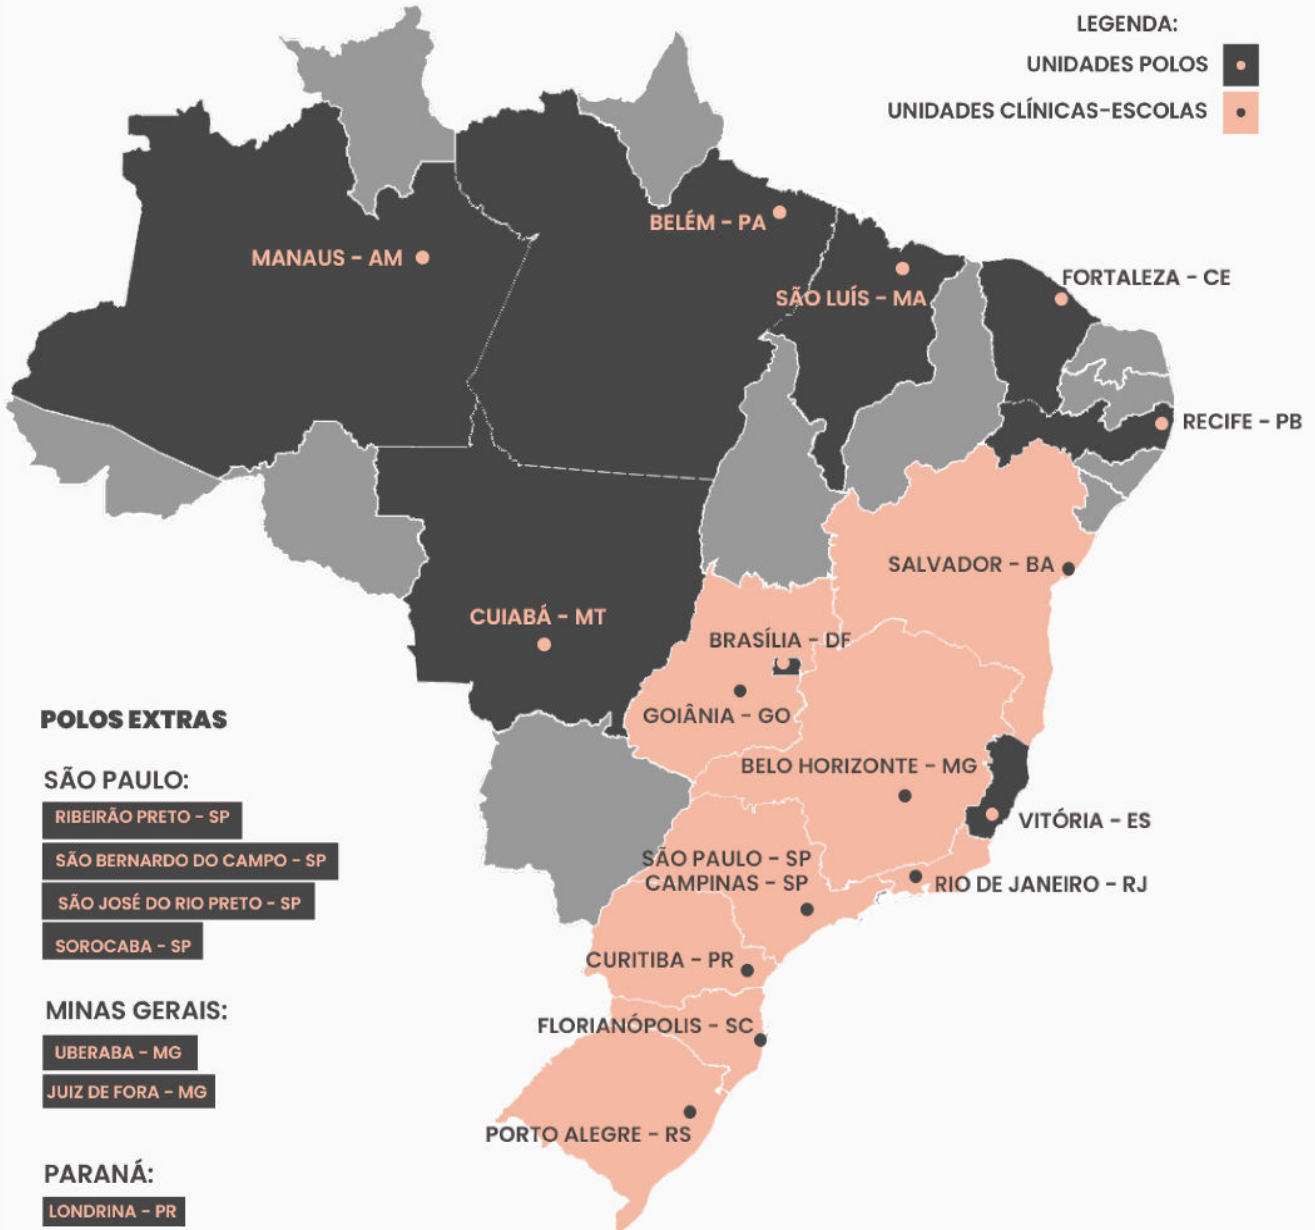 LEGENDA:
UNIDADES POLOS
UNIDADES CLÍNICAS-ESCOLAS
BELÉM - PA
MANAUS - AM
SÃO LUÍS - MA
FORTALEZA - CE
RECIFE - PB
SALVADOR - BA
CUIABÁ - MT
BRASÍLIA - DF
GOIÂNIA - GO
BELO HORIZONTE - MG
VITÓRIA - ES
SÃO PAULO - SP
CAMPINAS - SP
RIO DE JANEIRO - RJ
CURITIBA - PR
FLORIANÓPOLIS - SC
PORTO ALEGRE - RS
POLOS EXTRAS
SÃO PAULO:
RIBEIRÃO PRETO - SP
SÃO BERNARDO DO CAMPO - SP
SÃO JOSÉ DO RIO PRETO - SP
SOROCABA - SP
MINAS GERAIS:
UBERABA - MG
JUIZ DE FORA - MG
PARANÁ:
LONDRINA - PR